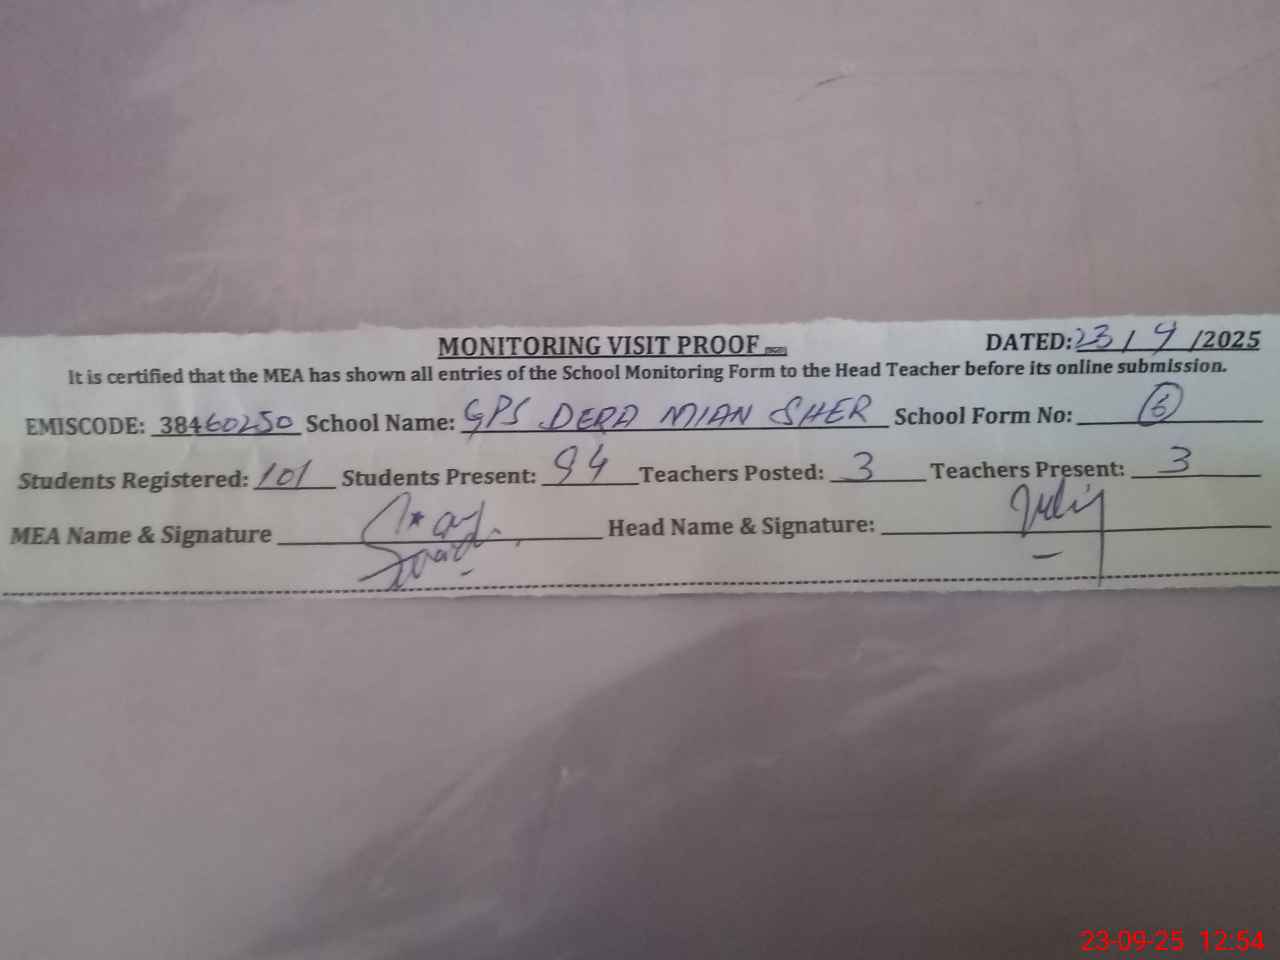 MONITORING VISIT PROOF DATED: 23/9/2025
It is certified that the MEA has shown all entries of the School Monitoring Form to the Head Teacher before its online submission.
EMISCODE: 38460250 School Name: GPS DERA MIAN SHER School Form No: 6
Students Registered: 101 Students Present: 94 Teachers Posted: 3 Teachers Present: 3
MEA Name & Signature Head Name & Signature:
23-09-25 12:54